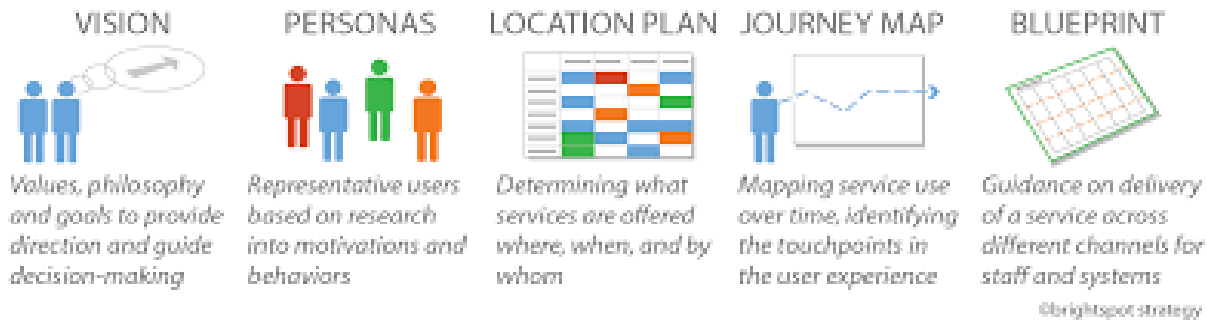 VISION
Values, philosophy
and goals to provide
direction and guide
decision-making
PERSONAS
Representative users
based on research
into motivations and
behaviors
LOCATION PLAN
Determining what
services are offered
where, when, and by
whom
JOURNEY MAP
Mapping service use
over time, identifying
the touchpoints in
the user experience
BLUEPRINT
Guidance on delivery
of a service across
different channels for
staff and systems
©brightspot strategy